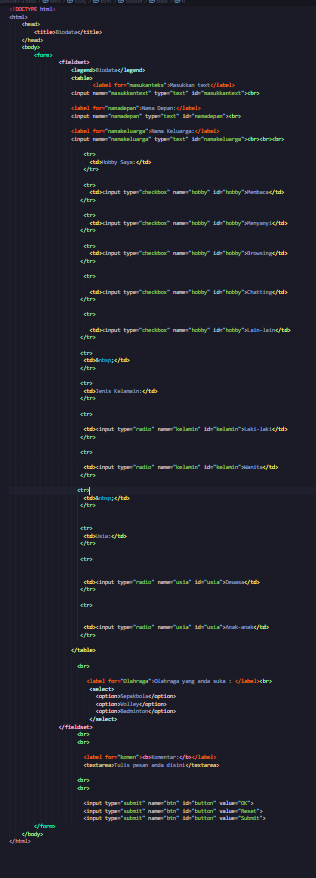 <!DOCTYPE html>
<html>
<head>
<title>Biodata</title>
</head>
<body>
<form>
<fieldset>
<legend>Biodata</legend>
<table>
<label for="masukanteks">Masukkan text</label>
<input name="masukkantext" type="text" id="masukkantext"><br>
<label for="namadepan">Nama Depan:</label>
<input name="namadepan" type="text" id="namadepan"><br>
<label for="namakeluarga">Nama Keluarga:</label>
<input name="namakeluarga" type="text" id="namakeluarga"><br><br><br>
<tr>
<td>Hobby Saya:</td>
</tr>
<tr>
<td><input type="checkbox" name="hobby" id="hobby">Membaca</td>
</tr>
<tr>
<td><input type="checkbox" name="hobby" id="hobby">Menyanyi</td>
</tr>
<tr>
<td><input type="checkbox" name="hobby" id="hobby">Browsing</td>
</tr>
<tr>
<td><input type="checkbox" name="hobby" id="hobby">Chatting</td>
</tr>
<tr>
<td><input type="checkbox" name="hobby" id="hobby">Lain-lain</td>
</tr>
<tr>
<td>&nbsp;</td>
</tr>
<tr>
<td>Jenis Kelamain:</td>
</tr>
<tr>
<td><input type="radio" name="kelamin" id="kelamin">Laki-laki</td>
</tr>
<tr>
<td><input type="radio" name="kelamin" id="kelamin">Wanita</td>
</tr>
<tr>
<td>&nbsp;</td>
</tr>
<tr>
<td>Usia:</td>
</tr>
<tr>
<td><input type="radio" name="usia" id="usia">Dewasa</td>
</tr>
<tr>
<td><input type="radio" name="usia" id="usia">Anak-anak</td>
</tr>
</table>
<br>
<label for="Olahraga">Olahraga yang anda suka : </label><br>
<select>
<option>Sepakbola</option>
<option>Volley</option>
<option>Badminton</option>
</select>
</fieldset>
<br>
<br>
<label for="komen"><b>Komentar:</b></label>
<textarea>Tulis pesan anda disini</textarea>
<br>
<br>
<input type="submit" name="btn" id="button" value="OK">
<input type="submit" name="btn" id="button" value="Reset">
<input type="submit" name="btn" id="button" value="Submit">
</form>
</body>
</html>